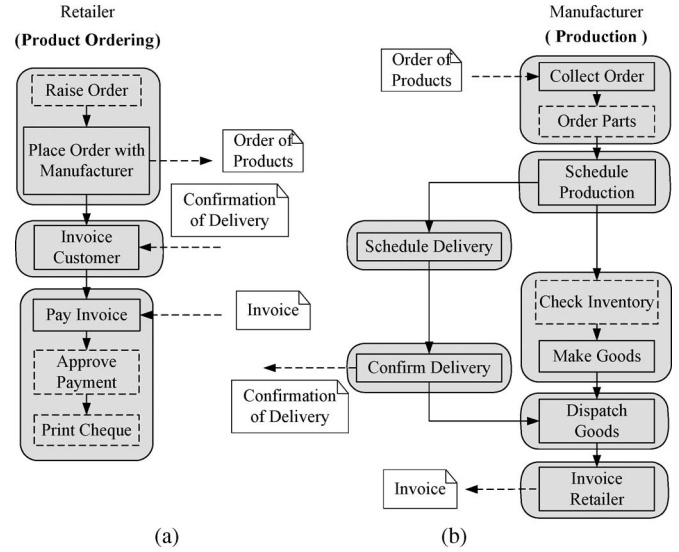 Retailer
(Product Ordering)
Raise Order
Place Order with
Manufacturer
Order of
Products
Confirmation
of Delivery
Invoice
Customer
Pay Invoice
Invoice
Approve
Payment
Print Cheque
(a)
Manufacturer
( Production )
Order of
Products
Collect Order
Order Parts
Schedule
Production
Schedule Delivery
Check Inventory
Make Goods
Confirm Delivery
Confirmation
of Delivery
Dispatch
Goods
Invoice
Invoice
Retailer
(b)